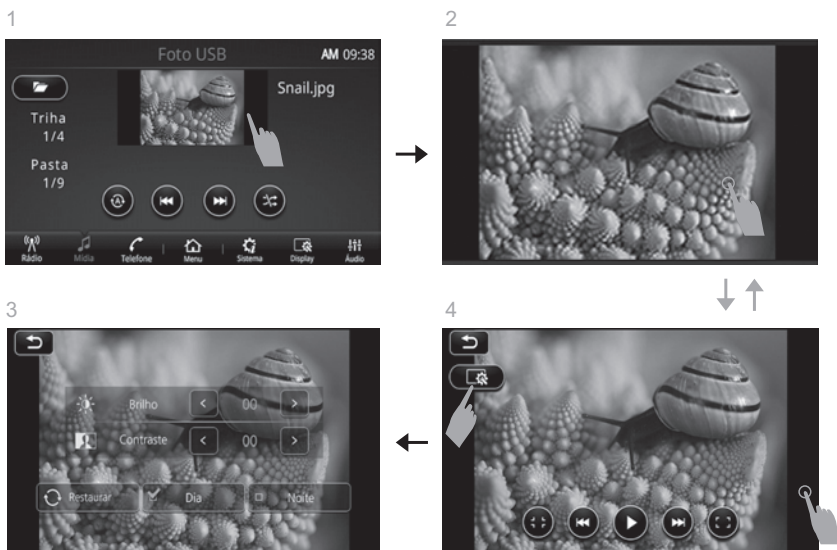 1
Foto USB
AM 09:38
Snail.jpg
Triha
1/4
Pasta
1/9
A
Rádio
Mídia
Telefone
Menu
Sistema
Display
Áudio
2
3
Brilho
00
Contraste
00
Restaurar
Dia
Noite
4